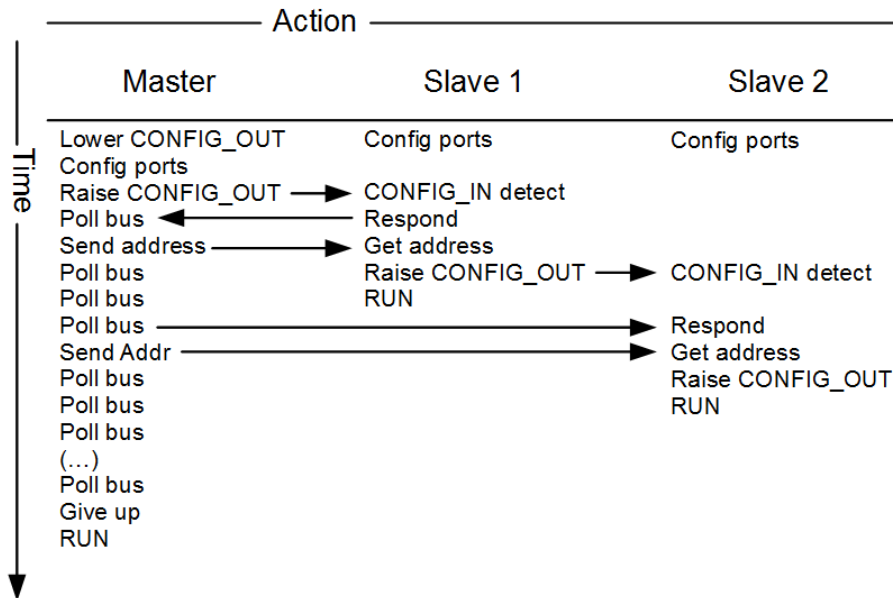 Action
Time
Master Slave 1 Slave 2
Lower CONFIG_OUT Config ports Config ports
Config ports
Raise CONFIG_OUT CONFIG_IN detect
Poll bus Respond
Send address Get address
Poll bus Raise CONFIG_OUT CONFIG_IN detect
Poll bus RUN
Poll bus Respond
Send Addr Get address
Poll bus Raise CONFIG_OUT
Poll bus RUN
Poll bus
(...)
Poll bus
Give up
RUN